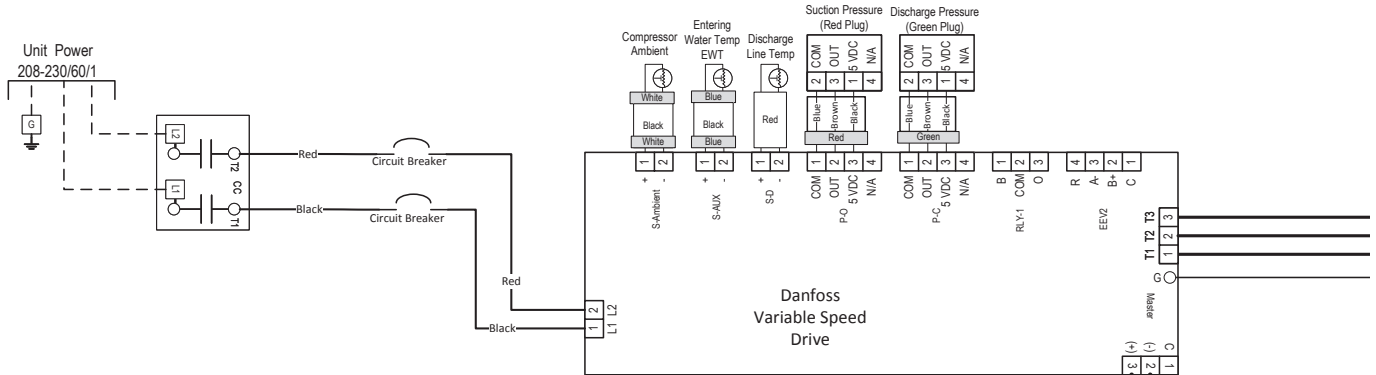 Unit Power
208-230/60/1
G
L2
T2
CC
L1
T1
Red
Circuit Breaker
Black
Circuit Breaker
Red
Black
2
1
L2
L1
Compressor
Ambient
White
Black
White
1
2
+
-
S-Ambient
Entering
Water Temp
EWT
Blue
Black
Blue
1
2
+
-
S-AUX
Discharge
Line Temp
Red
1
2
+
-
S-D
Suction Pressure
(Red Plug)
COM
OUT
5 VDC
N/A
2
3
1
4
Blue
Brown
Black
Red
1
2
3
4
COM
OUT
5 VDC
N/A
P-O
Discharge Pressure
(Green Plug)
COM
OUT
5 VDC
N/A
2
3
1
4
Blue
Brown
Black
Green
1
2
3
4
COM
OUT
5 VDC
N/A
P-C
1
2
3
B
COM
O
RLY-1
4
3
2
1
R
A-
B+
C
EEV2
T3
T2
T1
3
2
1
G
Master
Danfoss
Variable Speed
Drive
(+)
(-)
C
3
2
1